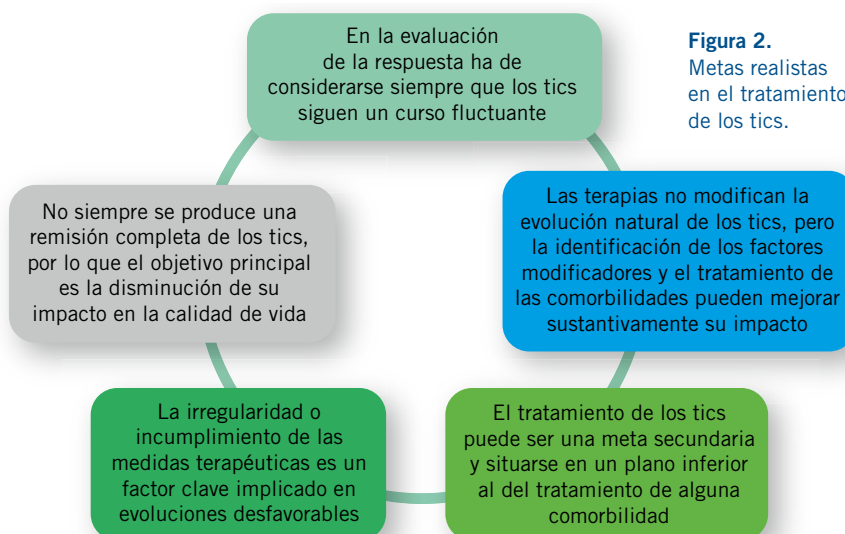 En la evaluación
de la respuesta ha de
considerarse siempre que los tics
siguen un curso fluctuante
Figura 2.
Metas realistas
en el tratamiento
de los tics.
Las terapias no modifican la
evolución natural de los tics, pero
la identificación de los factores
modificadores y el tratamiento de
las comorbilidades pueden mejorar
sustantivamente su impacto
El tratamiento de los tics
puede ser una meta secundaria
y situarse en un plano inferior
al del tratamiento de alguna
comorbilidad
La irregularidad o
incumplimiento de las
medidas terapéuticas es un
factor clave implicado en
evoluciones desfavorables
No siempre se produce una
remisión completa de los tics,
por lo que el objetivo principal
es la disminución de su
impacto en la calidad de vida